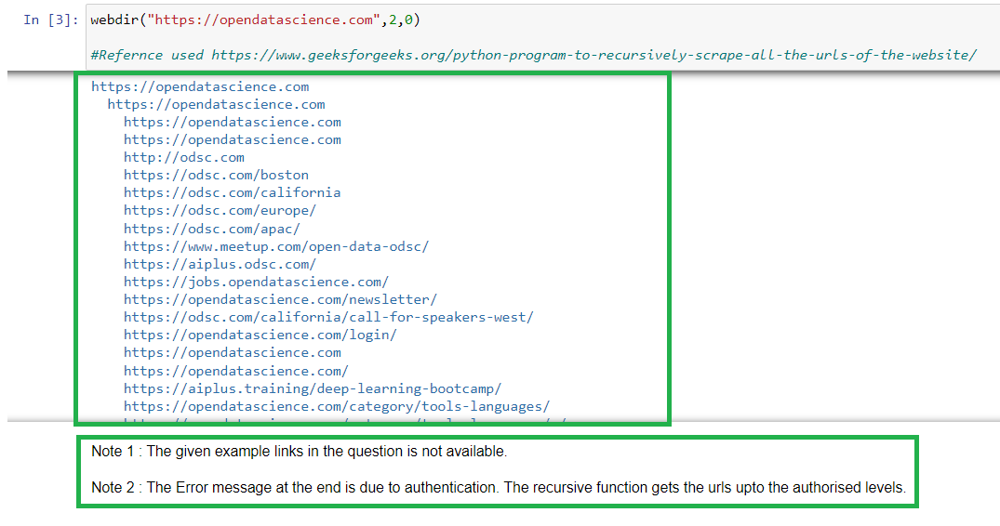 In [3]: webdir("https://opendatascience.com",2,0)
#Refernce used https://www.geeksforgeeks.org/python-program-to-recursively-scrape-all-the-urls-of-the-website/
https://opendatascience.com
https://opendatascience.com
https://opendatascience.com
https://opendatascience.com
http://odsc.com
https://odsc.com/boston
https://odsc.com/california
https://odsc.com/europe/
https://odsc.com/apac/
https://www.meetup.com/open-data-odsc/
https://aiplus.odsc.com/
https://jobs.opendatascience.com/
https://opendatascience.com/newsletter/
https://odsc.com/california/call-for-speakers-west/
https://opendatascience.com/login/
https://opendatascience.com
https://opendatascience.com/
https://aiplus.training/deep-learning-bootcamp/
https://opendatascience.com/category/tools-languages/
Note 1 : The given example links in the question is not available.
Note 2 : The Error message at the end is due to authentication. The recursive function gets the urls upto the authorised levels.